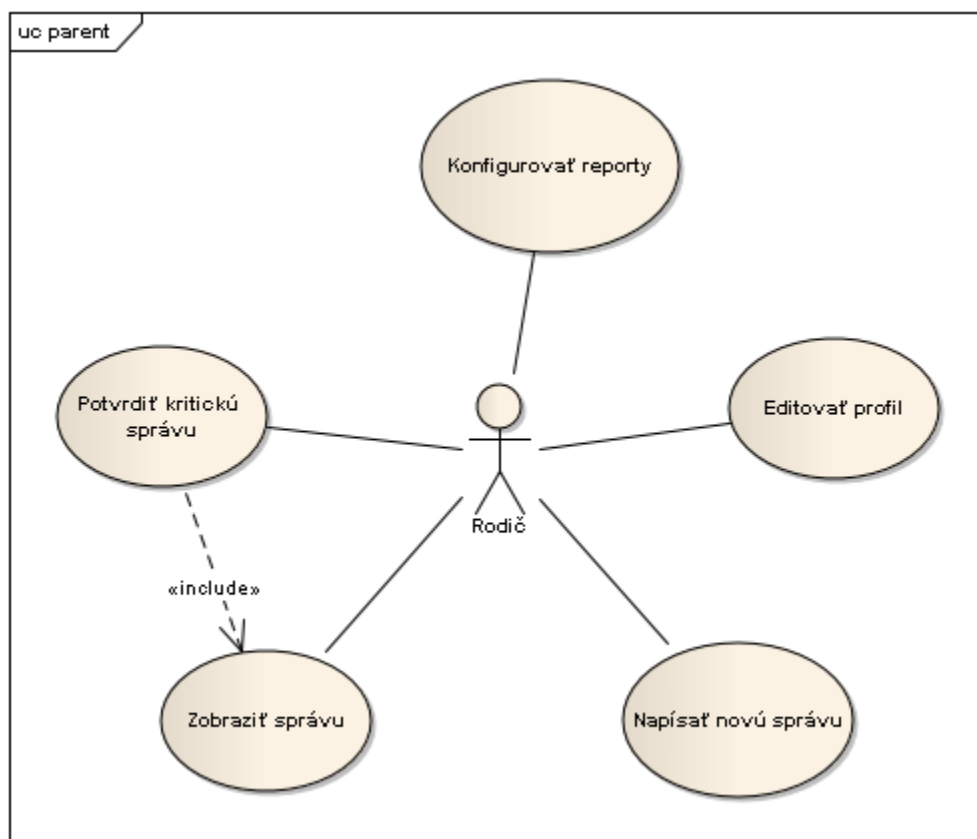 uc parent
Konfigurovať reporty
Potvrdiť kritickú
správu
Editovať profil
Rodič
«include»
Zobraziť správu
Napísať novú správu